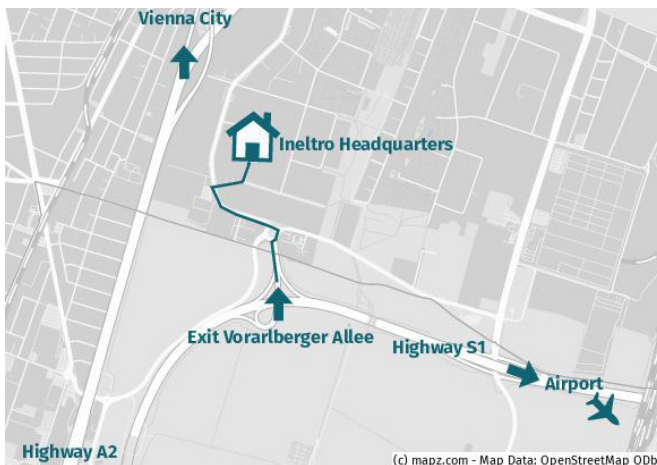 Vienna City
Ineltro Headquarters
Exit Vorarlberger Allee
Highway S1
Airport
Highway A2
(c) mapz.com - Map Data: OpenStreetMap ODb